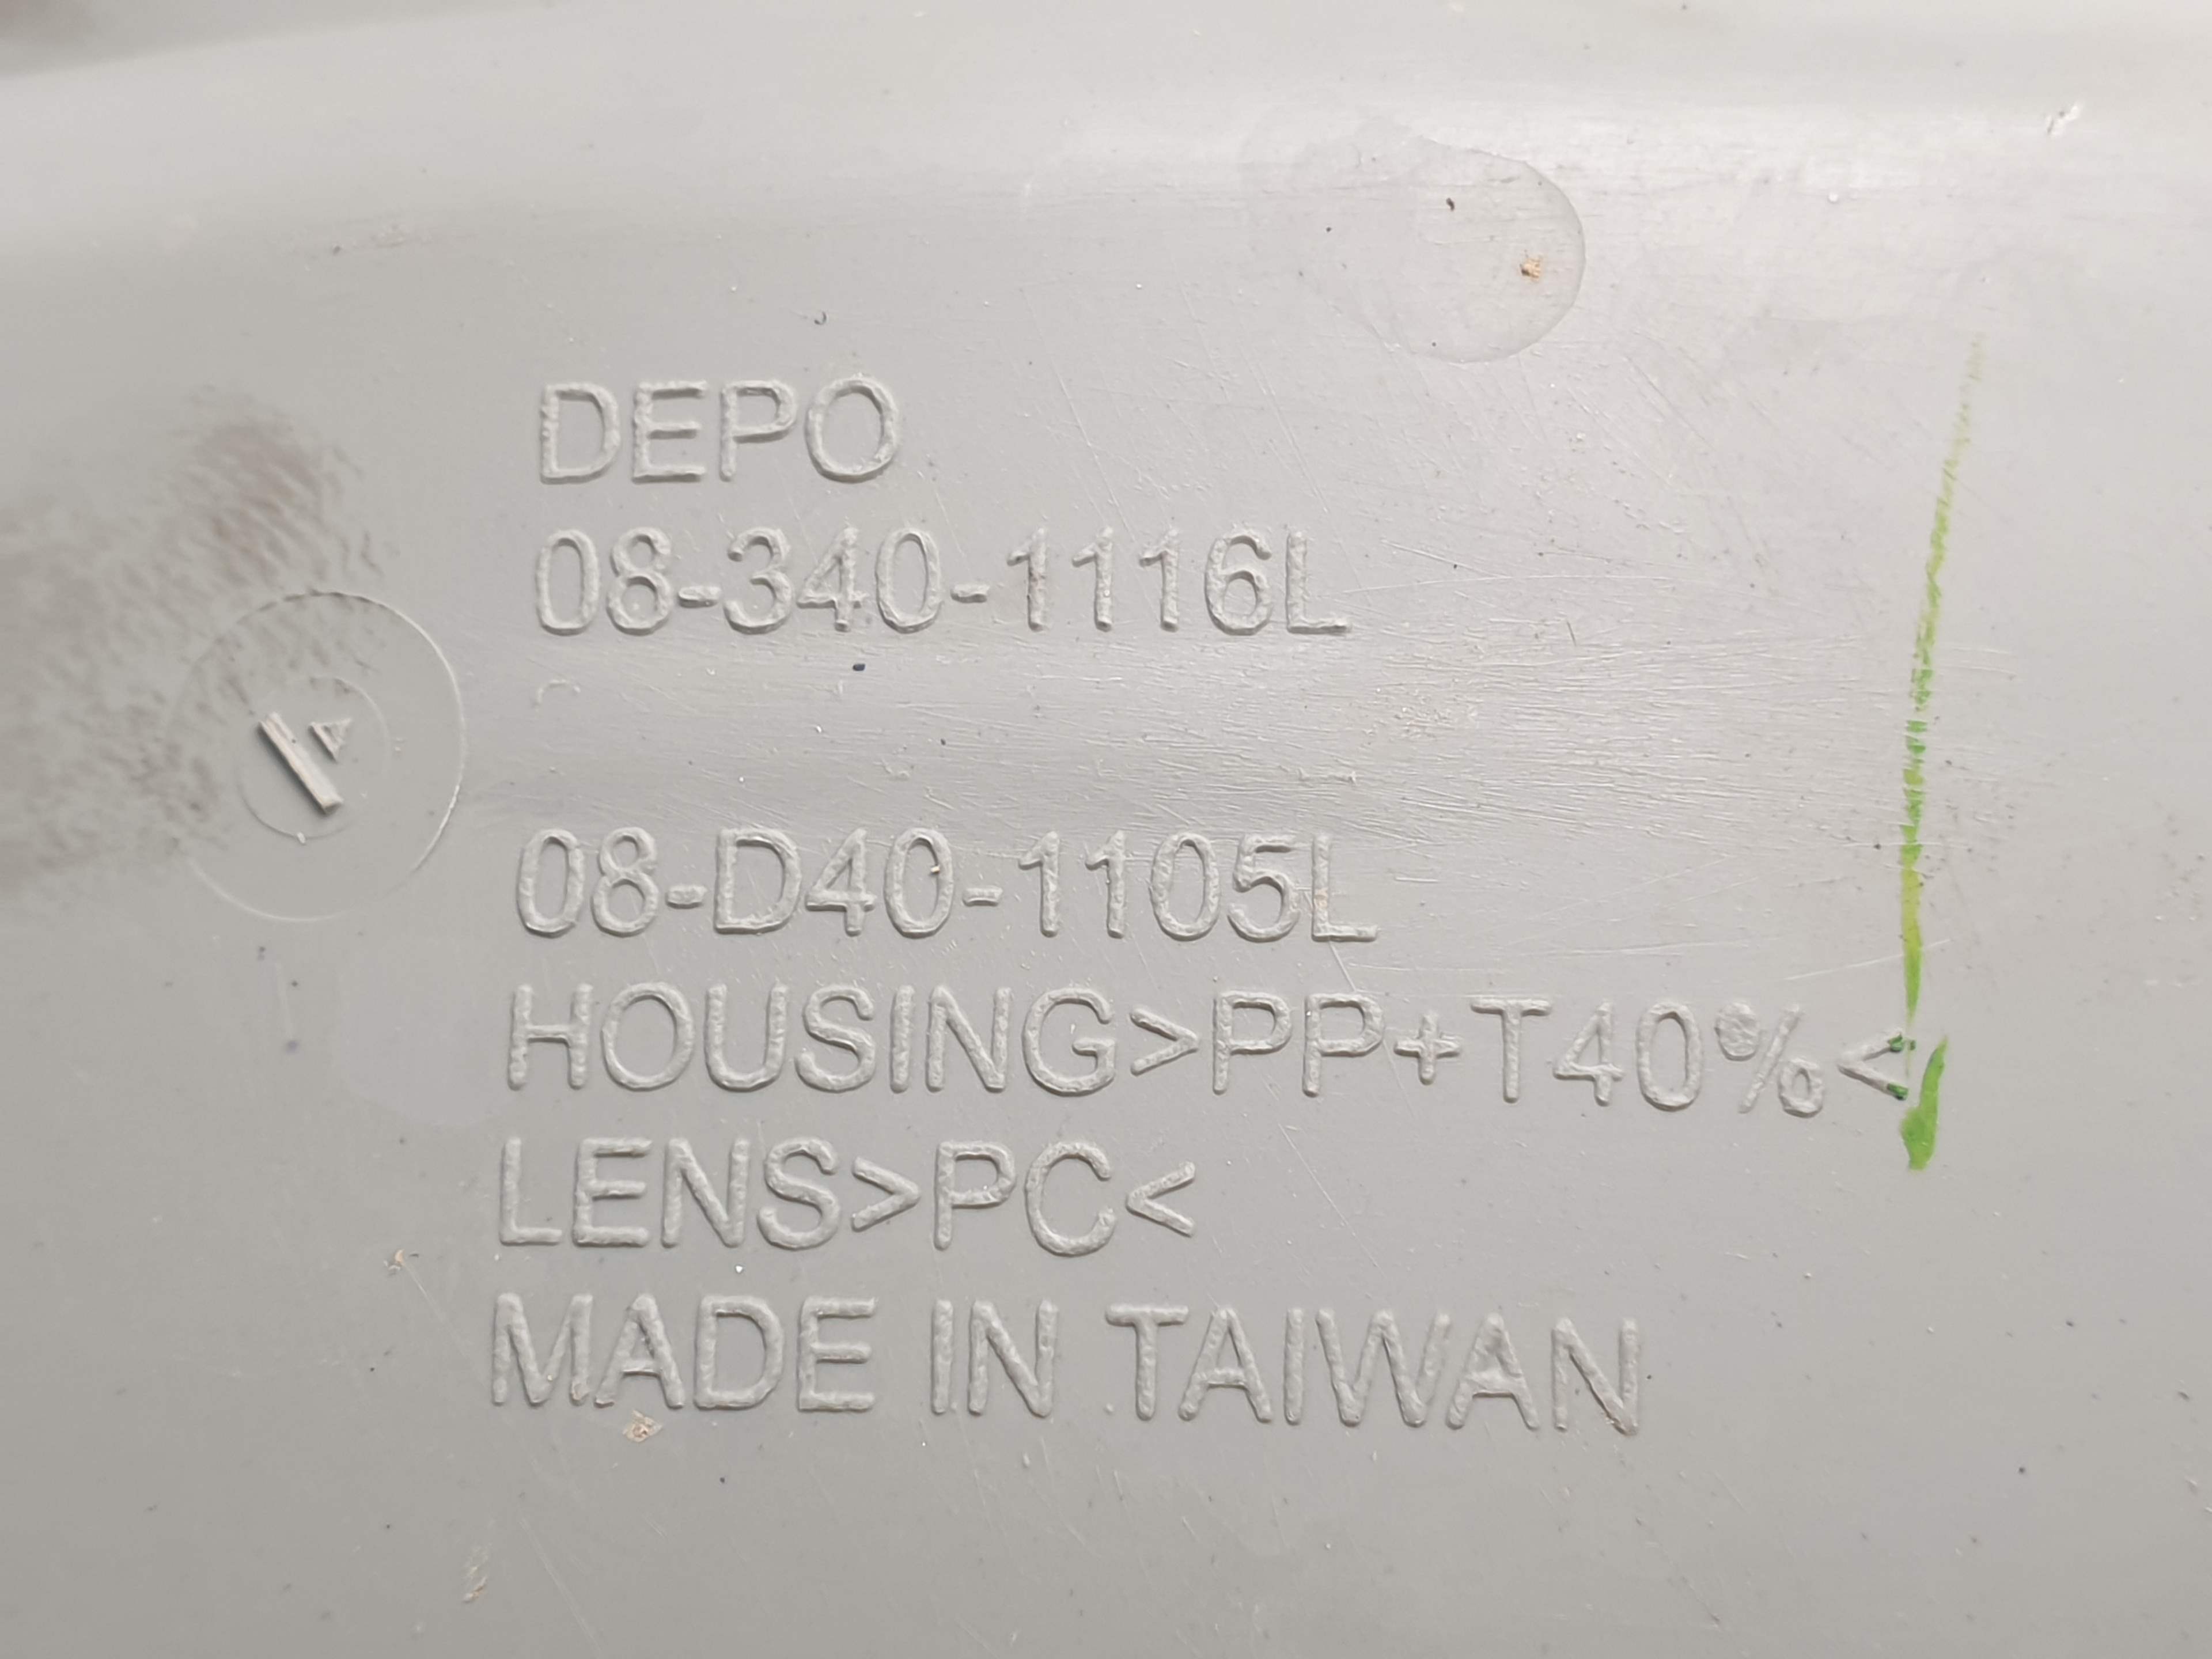 DEPO
08-340-1116L
08-D40-1105L
HOUSING>PP+T40%<
LENS>PC<
MADE IN TAIWAN